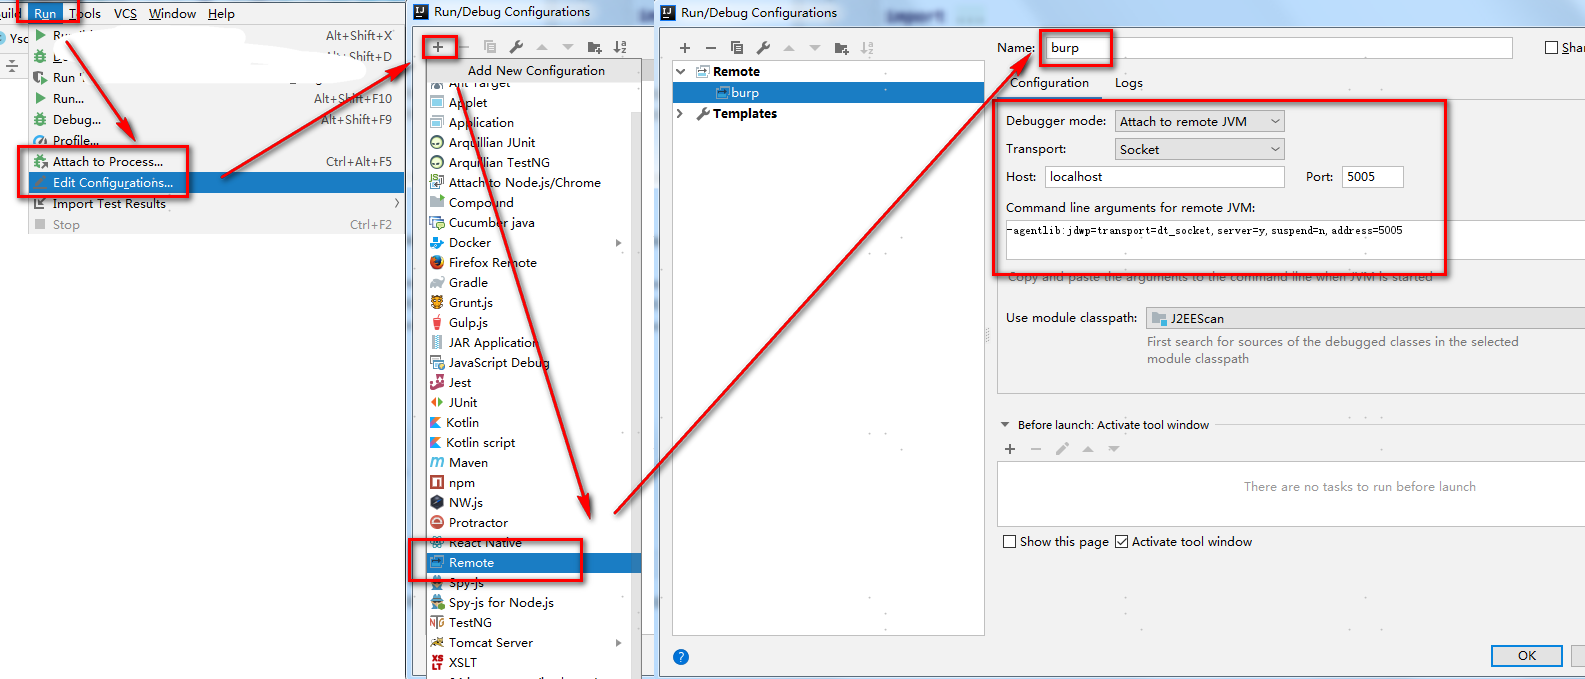 Run Tools VCS Window Help
Alt+Shift+X
Run...
Alt+Shift+F10
Debug...
Alt+Shift+F9
Profile...
Attach to Process...
Ctrl+Alt+F5
Edit Configurations...
Import Test Results
Stop
Ctrl+F2
Run/Debug Configurations
Add New Configuration
Ant Target
Applet
Application
Arquillian JUnit
Arquillian TestNG
Attach to Node.js/Chrome
Compound
Cucumber java
Docker
Firefox Remote
Gradle
Grunt.js
Gulp.js
JAR Application
JavaScript Debug
Jest
JUnit
Kotlin
Kotlin script
Maven
npm
NW.js
Protractor
React Native
Remote
Spy-js
Spy-js for Node.js
TestNG
Tomcat Server
XSLT
Run/Debug Configurations
Remote
burp
Templates
Name: burp
Configuration Logs
Debugger mode: Attach to remote JVM
Transport: Socket
Host: localhost Port: 5005
Command line arguments for remote JVM:
-agentlib:jdwp=transport=dt_socket,server=y,suspend=n,address=5005
Copy and paste the arguments to the command line when JVM is started
Use module classpath: J2EEScan
First search for sources of the debugged classes in the selected
module classpath
Before launch: Activate tool window
There are no tasks to run before launch
Show this page Activate tool window
OK